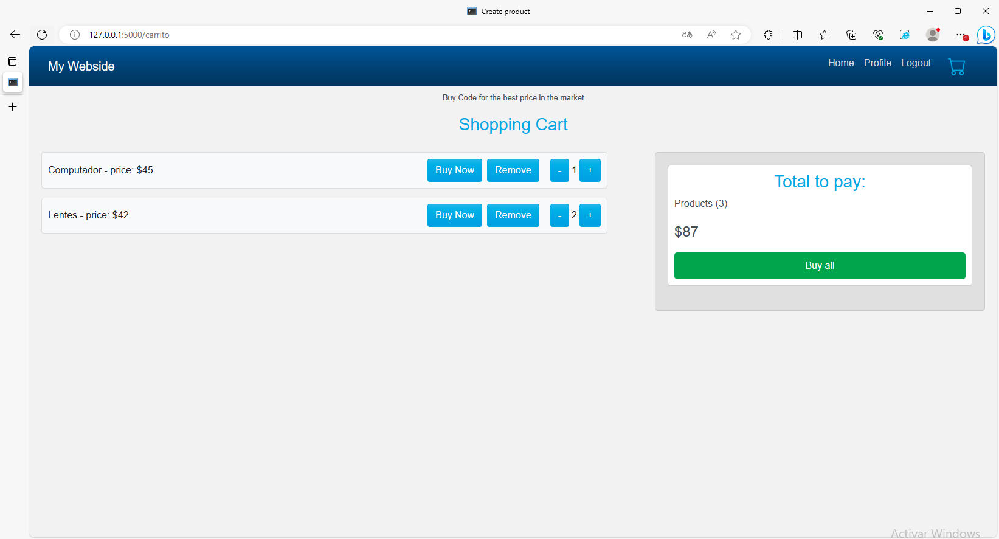 Create product
127.0.0.1:5000/carrito
My Webside
Home Profile Logout
Buy Code for the best price in the market
Shopping Cart
Computador - price: $45 Buy Now Remove - 1 +
Lentes - price: $42 Buy Now Remove - 2 +
Total to pay:
Products (3)
$87
Buy all
Activar Windows